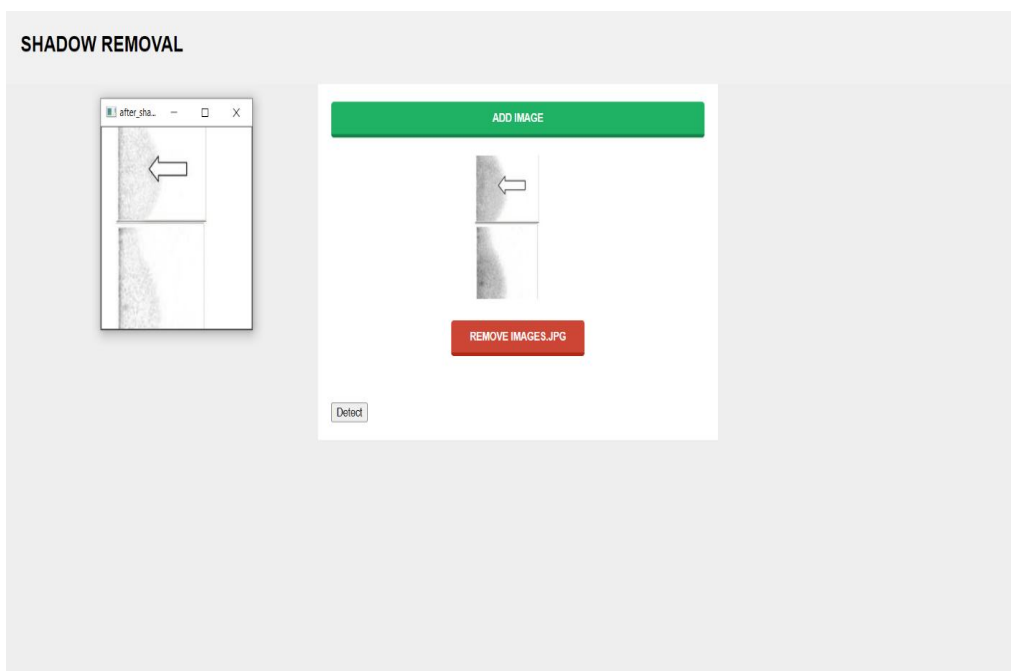 SHADOW REMOVAL
after_sha...
ADD IMAGE
REMOVE IMAGES.JPG
Detect